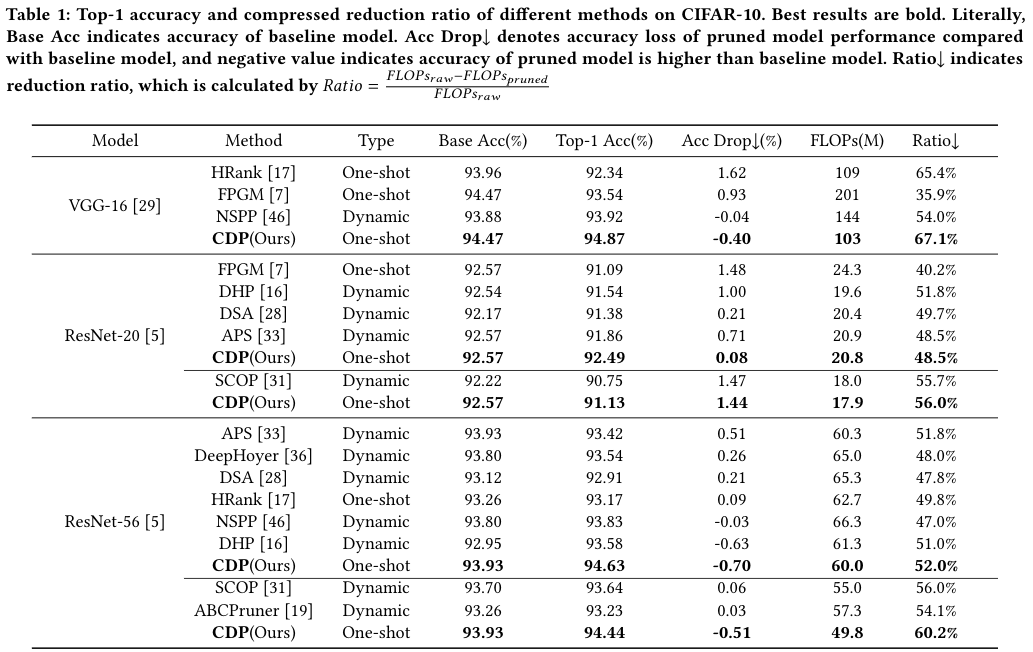 Table 1: Top-1 accuracy and compressed reduction ratio of different methods on CIFAR-10. Best results are bold. Literally,
Base Acc indicates accuracy of baseline model. Acc Drop↓ denotes accuracy loss of pruned model performance compared
with baseline model, and negative value indicates accuracy of pruned model is higher than baseline model. Ratio↓ indicates
reduction ratio, which is calculated by Ratio = FLOPs_raw−FLOPs_pruned / FLOPs_raw
Model Method Type Base Acc(%) Top-1 Acc(%) Acc Drop↓(%) FLOPs(M) Ratio↓
VGG-16 [29]
HRank [17] One-shot 93.96 92.34 1.62 109 65.4%
FPGM [7] One-shot 94.47 93.54 0.93 201 35.9%
NSPP [46] Dynamic 93.88 93.92 -0.04 144 54.0%
CDP(Ours) One-shot 94.47 94.87 -0.40 103 67.1%
ResNet-20 [5]
FPGM [7] One-shot 92.57 91.09 1.48 24.3 40.2%
DHP [16] Dynamic 92.54 91.54 1.00 19.6 51.8%
DSA [28] Dynamic 92.17 91.38 0.21 20.4 49.7%
APS [33] Dynamic 92.57 91.86 0.71 20.9 48.5%
CDP(Ours) One-shot 92.57 92.49 0.08 20.8 48.5%
SCOP [31] Dynamic 92.22 90.75 1.47 18.0 55.7%
CDP(Ours) One-shot 92.57 91.13 1.44 17.9 56.0%
ResNet-56 [5]
APS [33] Dynamic 93.93 93.42 0.51 60.3 51.8%
DeepHoyer [36] Dynamic 93.80 93.54 0.26 65.0 48.0%
DSA [28] Dynamic 93.12 92.91 0.21 65.3 47.8%
HRank [17] One-shot 93.26 93.17 0.09 62.7 49.8%
NSPP [46] Dynamic 93.80 93.83 -0.03 66.3 47.0%
DHP [16] Dynamic 92.95 93.58 -0.63 61.3 51.0%
CDP(Ours) One-shot 93.93 94.63 -0.70 60.0 52.0%
SCOP [31] Dynamic 93.70 93.64 0.06 55.0 56.0%
ABCPruner [19] Dynamic 93.26 93.23 0.03 57.3 54.1%
CDP(Ours) One-shot 93.93 94.44 -0.51 49.8 60.2%